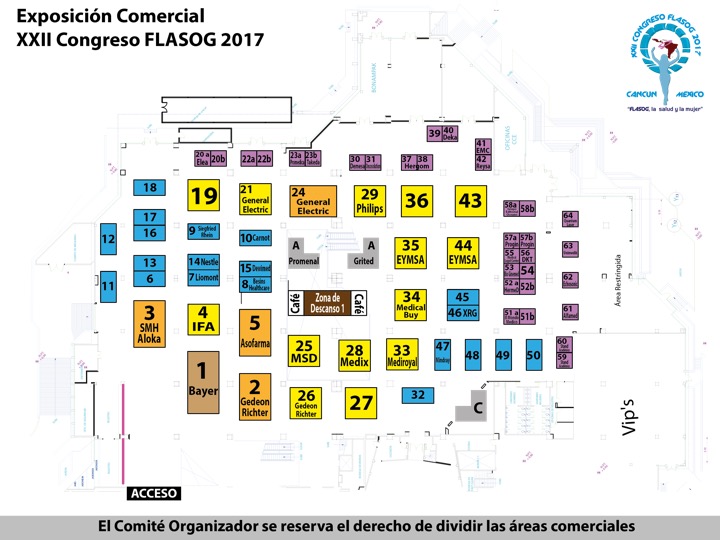 Exposición Comercial
XXII Congreso FLASOG 2017
XXII CONGRESO FLASOG 2017
CANCUN MEXICO
"FLASOG, la salud y la mujer"
BONAMPAK
OFICINAS
CCE
39 40
Deka
41
EMC
20 a 20b
Elea
22a 22b
23a 23b
30 31
37 38
Hergom
42
Reyna
18
19
21
General
Electric
24
General
Electric
29
Philips
36
43
58a 58b
17
16
64
12
9
14 Nestle
7 Liomont
10 Carnot
A
Promenal
A
Grited
35
EYMSA
44
EYMSA
57a 57b
Progin Progin
55 56
DKT
63
13
6
15
8
53 54
11
52 a 52b
62
3
SMH
Aloka
4
IFA
5
Asofarma
Café
Zona de
Descanso 1
Café
34
Medical
Buy
45
46 XRG
51 a 51b
61
Área Restringida
1
Bayer
25
MSD
28
Medix
33
Mediroyal
47
48
49
50
60
59
2
Gedeon
Richter
26
Gedeon
Richter
27
32
C
Vip's
ACCESO
El Comité Organizador se reserva el derecho de dividir las áreas comerciales